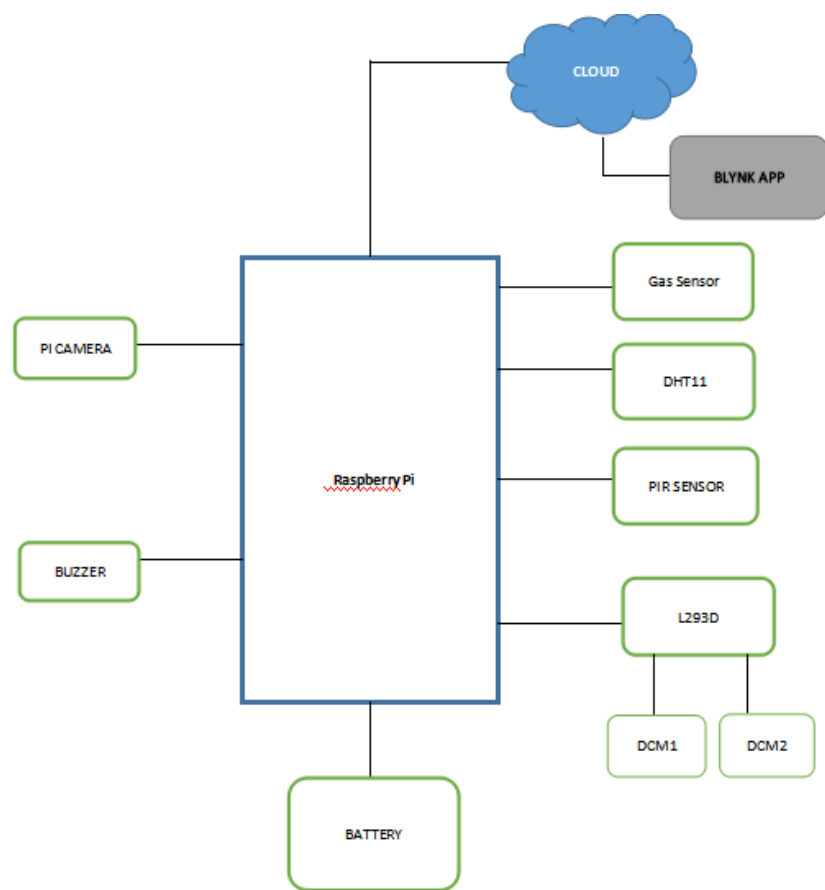 CLOUD
BLYNK APP
Gas Sensor
PI CAMERA
DHT11
Raspberry Pi
PIR SENSOR
BUZZER
L293D
DCM1
DCM2
BATTERY